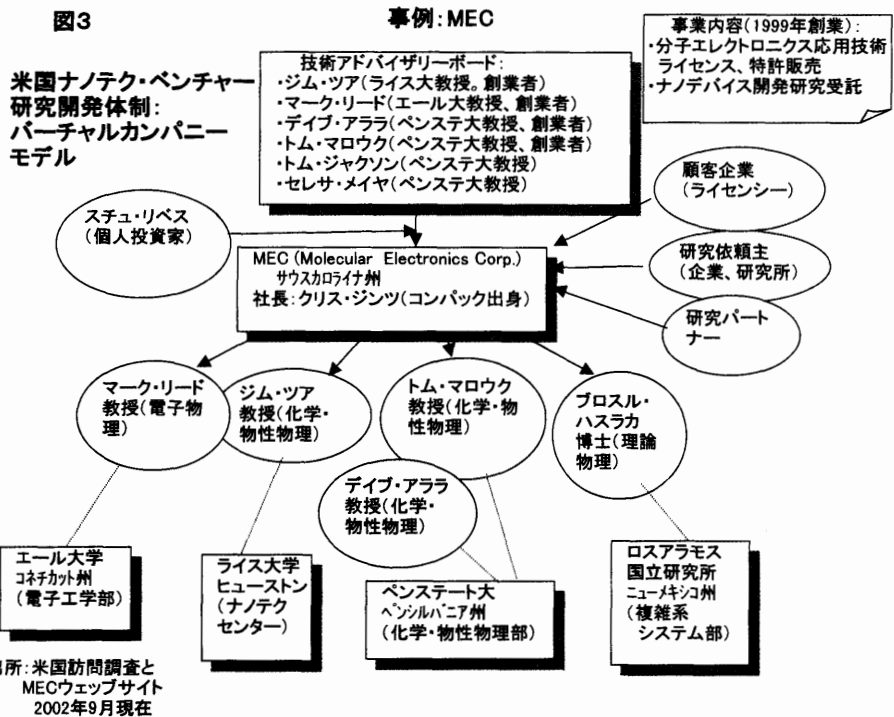 図3
事例:MEC
事業内容(1999年創業):
・分子エレクトロニクス応用技術
ライセンス、特許販売
・ナノデバイス開発研究受託
米国ナノテク・ベンチャー
研究開発体制:
バーチャルカンパニー
モデル
技術アドバイザリーボード:
・ジム・ツア(ライス大教授。創業者)
・マーク・リード(エール大教授、創業者)
・デイブ・アララ(ペンステ大教授、創業者)
・トム・マロウク(ペンステ大教授、創業者)
・トム・ジャクソン(ペンステ大教授)
・セレサ・メイヤ(ペンステ大教授)
スチュ・リベス
(個人投資家)
顧客企業
(ライセンシー)
研究依頼主
(企業、研究所)
研究パート
ナー
MEC (Molecular Electronics Corp.)
サウスカロライナ州
社長:クリス・ジンツ(コンパック出身)
マーク・リード
教授(電子物
理)
ジム・ツア
教授(化学・
物性物理)
トム・マロウク
教授(化学・物
性物理)
デイブ・アララ
教授(化学・
物性物理)
ブロスル・
ハスラカ
博士(理論
物理)
エール大学
コネチカット州
(電子工学部)
ライス大学
ヒューストン
(ナノテク
センター)
ペンステート大
ペンシルバニア州
(化学・物性物理部)
ロスアラモス
国立研究所
ニューメキシコ州
(複雑系
システム部)
所:米国訪問調査と
MECウェッブサイト
2002年9月現在